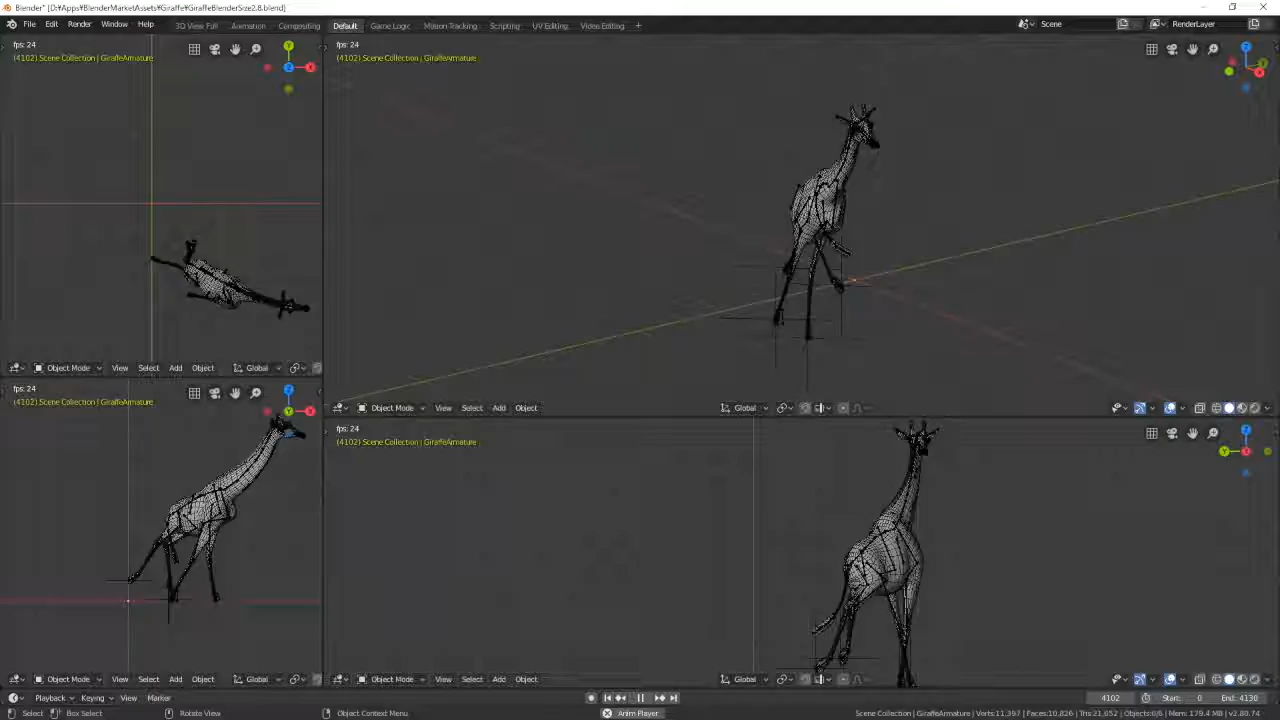 Blender* [D:¥Apps¥BlenderMarketAssets¥Giraffe¥GiraffeBlenderSize2.8.blend]
File Edit Render Window Help 3D View Full Animation Compositing Default Game Logic Motion Tracking Scripting UV Editing Video Editing + Scene RenderLayer
fps: 24
(4102) Scene Collection | GiraffeArmature
Y
Z
X
Object Mode View Select Add Object Global
fps: 24
(4102) Scene Collection | GiraffeArmature
Z
Y
X
Object Mode View Select Add Object Global
fps: 24
(4102) Scene Collection | GiraffeArmature
Z
Y
X
Object Mode View Select Add Object Global
fps: 24
(4102) Scene Collection | GiraffeArmature
Z
Y
X
Object Mode View Select Add Object Global
Playback Keying View Marker 4102 Start: 0 End: 4130
Select Box Select Rotate View Object Context Menu Anim Player Scene Collection | GiraffeArmature | Verts:11,397 | Faces:10,826 | Tris:21,652 | Objects:0/6 | Mem: 179.4 MB | v2.80.74